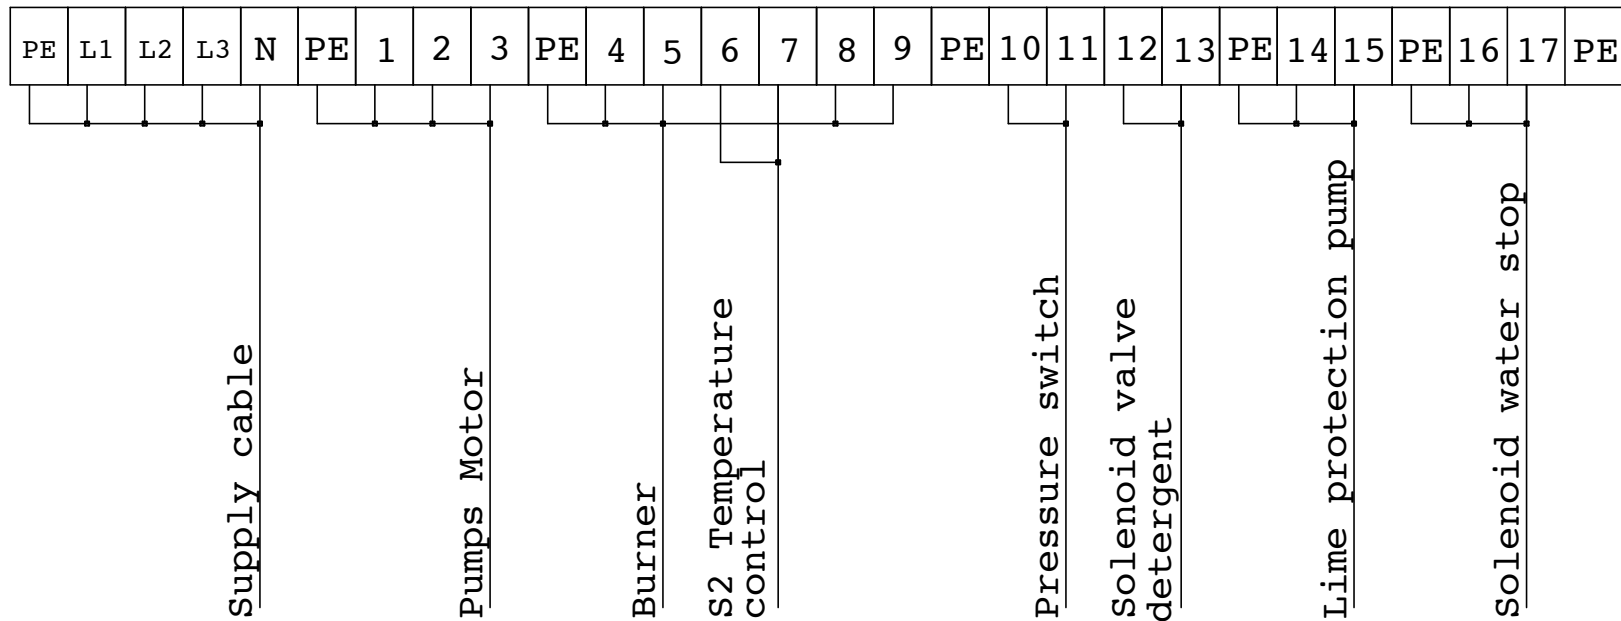 PE L1 L2 L3 N PE 1 2 3 PE 4 5 6 7 8 9 PE 10 11 12 13 PE 14 15 PE 16 17 PE
Supply cable
Pumps Motor
Burner
S2 Temperature
control
Pressure switch
Solenoid valve
detergent
Lime protection pump
Solenoid water stop